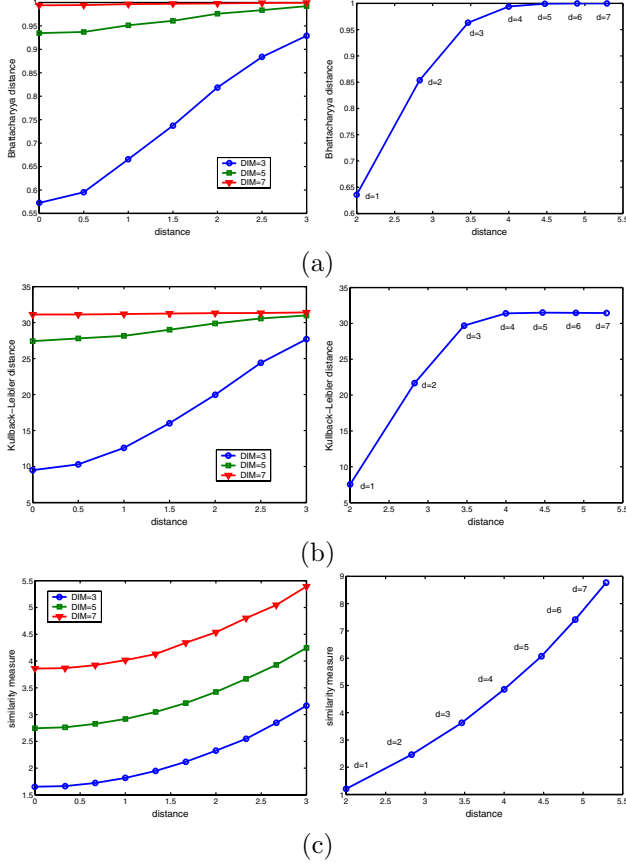 1
0.95
0.9
0.85
0.8
0.75
0.7
0.65
0.6
0.55
0 0.5 1 1.5 2 2.5 3
distance
Bhattacharyya distance
DIM=3
DIM=5
DIM=7
1
0.95
0.9
0.85
0.8
0.75
0.7
0.65
0.6
2 2.5 3 3.5 4 4.5 5 5.5
distance
Bhattacharyya distance
d=1
d=2
d=3
d=4
d=5
d=6
d=7
(a)
35
30
25
20
15
10
5
0 0.5 1 1.5 2 2.5 3
distance
Kullback-Leibler distance
DIM=3
DIM=5
DIM=7
35
30
25
20
15
10
5
2 2.5 3 3.5 4 4.5 5 5.5
distance
Kullback-Leibler distance
d=1
d=2
d=3
d=4
d=5
d=6
d=7
(b)
5.5
5
4.5
4
3.5
3
2.5
2
1.5
0 0.5 1 1.5 2 2.5 3
distance
similarity measure
DIM=3
DIM=5
DIM=7
9
8
7
6
5
4
3
2
1
2 2.5 3 3.5 4 4.5 5 5.5
distance
similarity measure
d=1
d=2
d=3
d=4
d=5
d=6
d=7
(c)